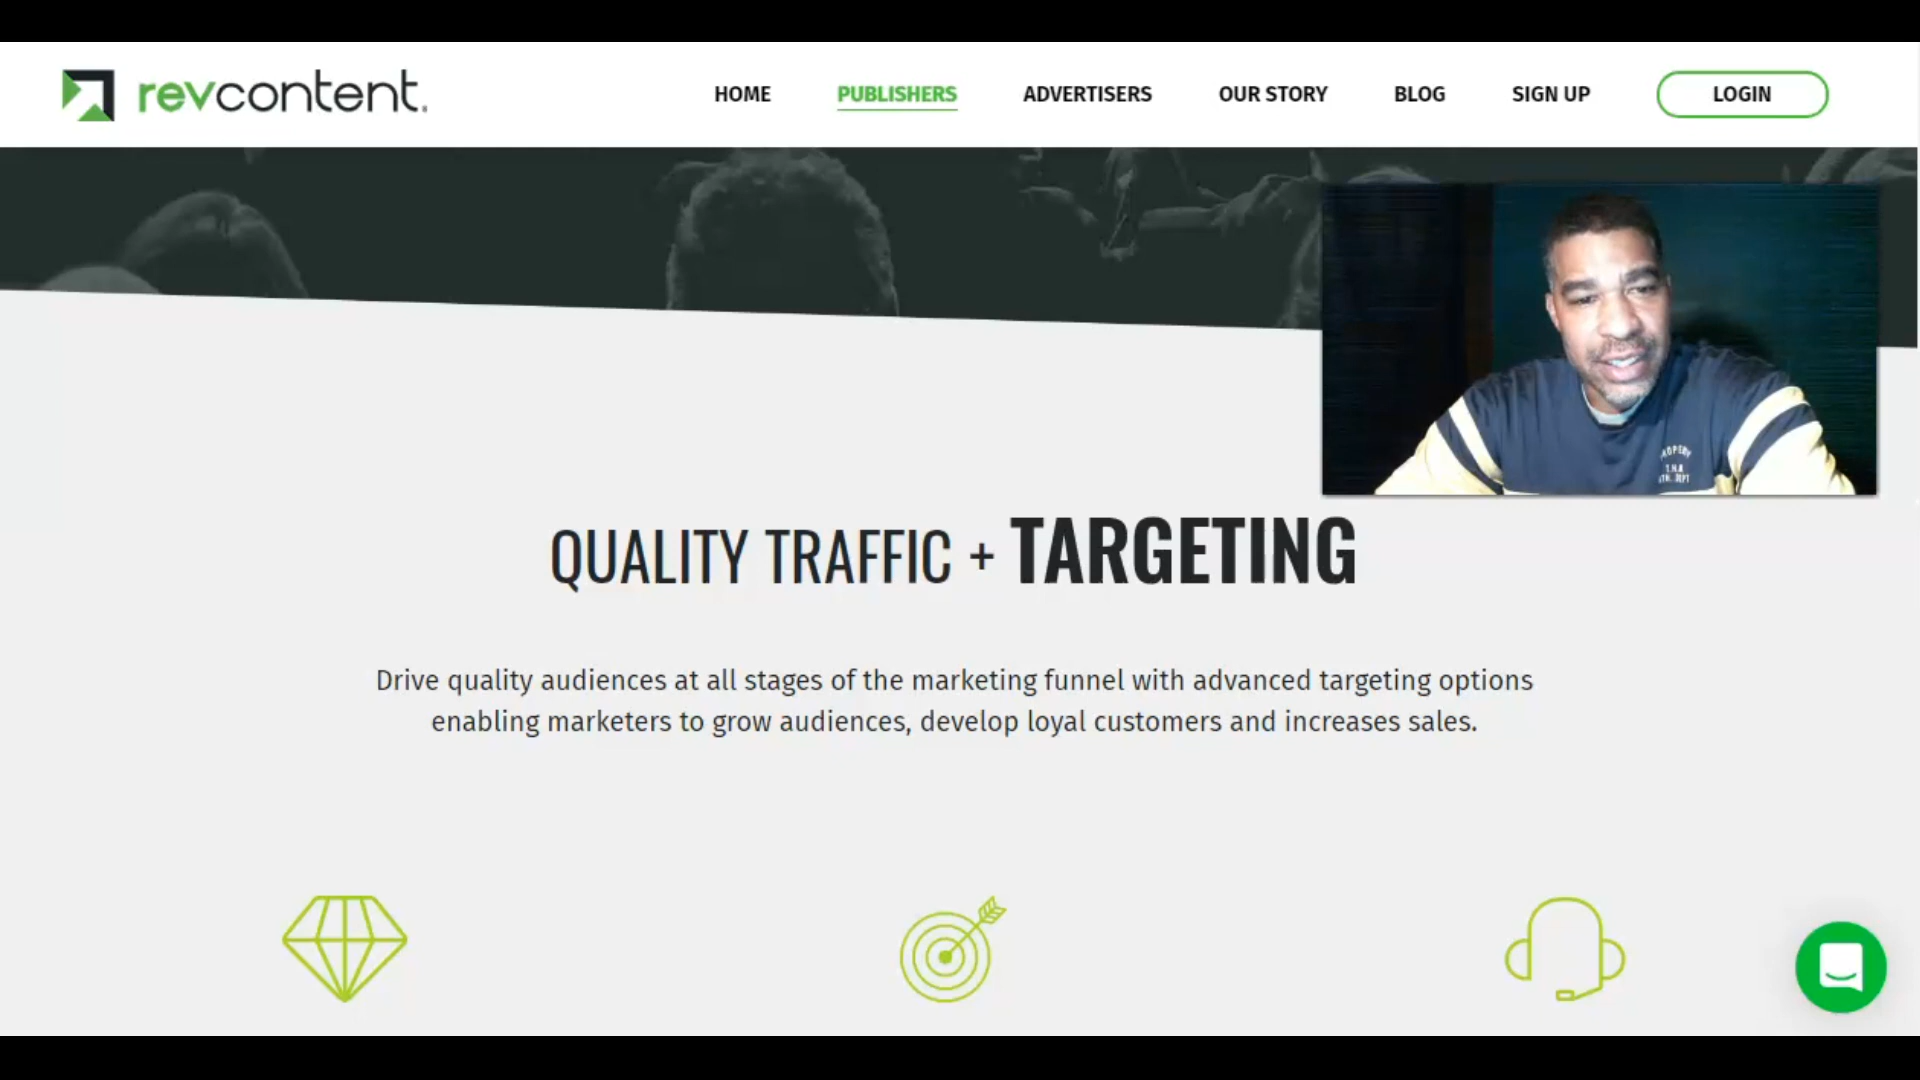 revcontent.
HOME
PUBLISHERS
ADVERTISERS
OUR STORY
BLOG
SIGN UP
LOGIN
QUALITY TRAFFIC + TARGETING
Drive quality audiences at all stages of the marketing funnel with advanced targeting options
enabling marketers to grow audiences, develop loyal customers and increases sales.